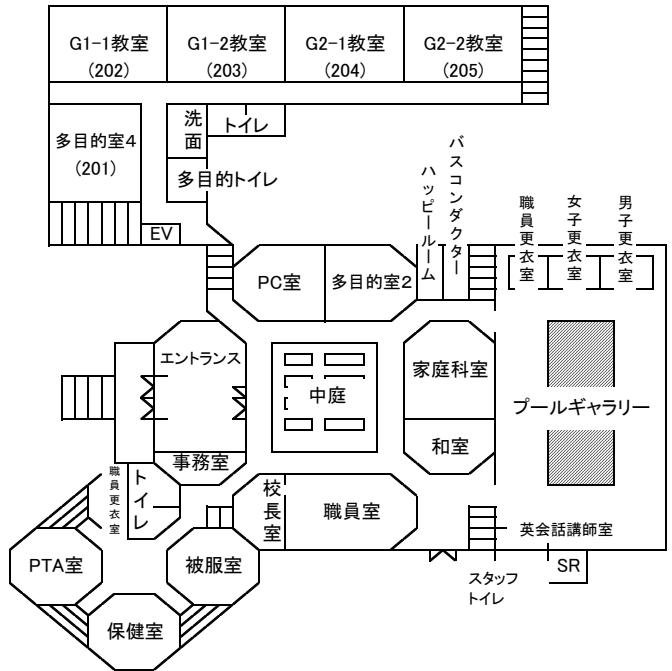 G1-1教室
(202)
G1-2教室
(203)
G2-1教室
(204)
G2-2教室
(205)
多目的室4
(201)
洗面
トイレ
多目的トイレ
EV
ハッピールーム
バスコンダクター
職員更衣室
女子更衣室
男子更衣室
PC室
多目的室2
エントランス
中庭
家庭科室
プールギャラリー
和室
事務室
職員更衣室
トイレ
校長室
職員室
英会話講師室
スタッフ
トイレ
SR
PTA室
被服室
保健室